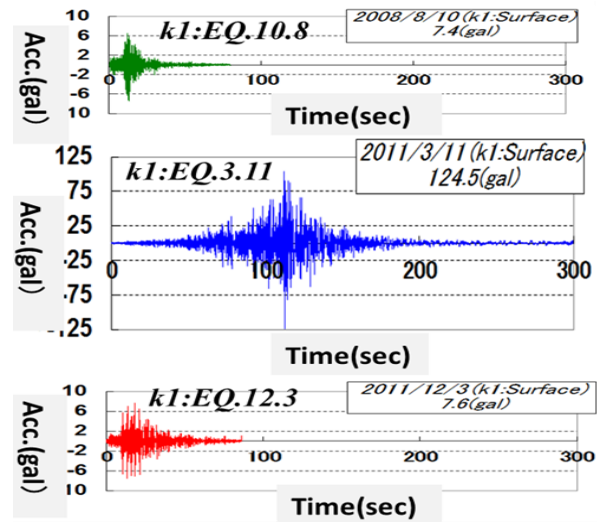 k1:EQ.10.8
2008/8/10(k1:Surface)
7.4(gal)
Acc.(gal)
10
6
2
-2
-6
10
0
100
200
300
Time(sec)
k1:EQ.3.11
2011/3/11(k1:Surface)
124.5(gal)
Acc.(gal)
125
75
25
-25
-75
-125
0
100
200
300
Time(sec)
k1:EQ.12.3
2011/12/3(k1:Surface)
7.6(gal)
Acc.(gal)
10
6
2
-2
-6
10
0
100
200
300
Time(sec)